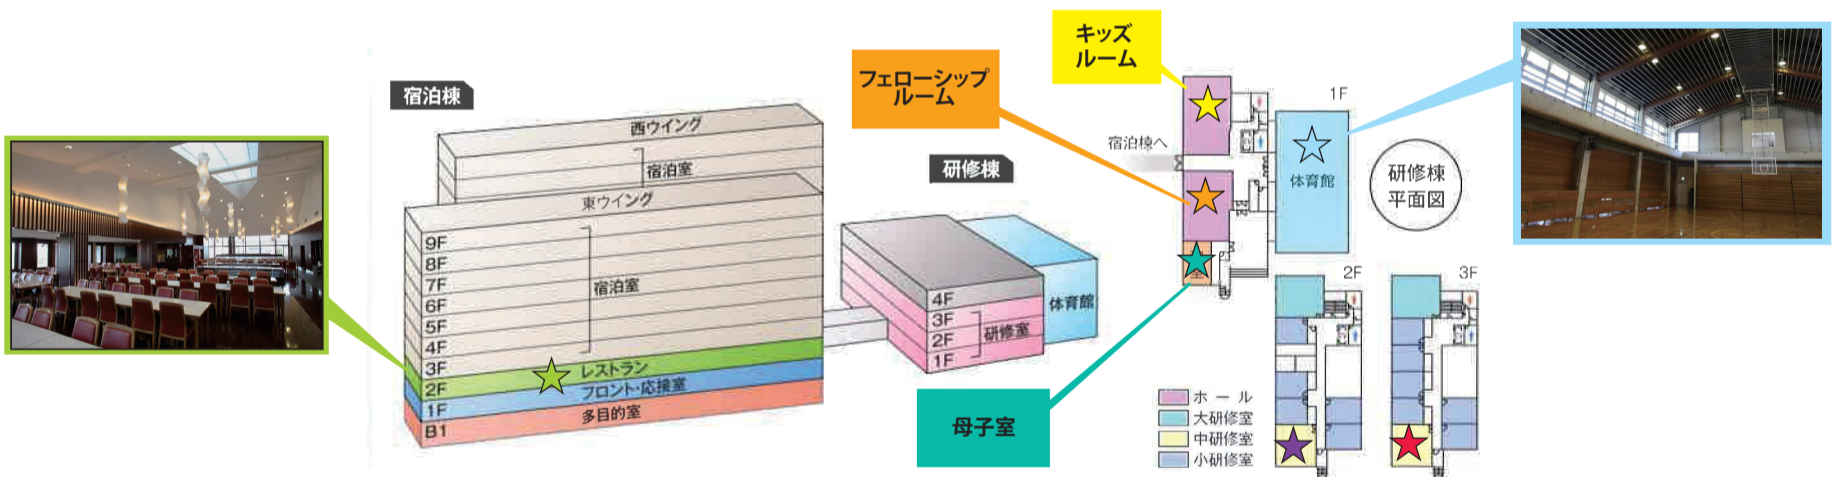 宿泊棟
西ウイング
宿泊室
東ウイング
9F
8F
7F
6F
5F
4F
3F
2F
1F
B1
宿泊室
レストラン
フロント・応接室
多目的室
フェローシップ
ルーム
キッズ
ルーム
研修棟
4F
3F
2F
1F
研修室
体育館
母子室
宿泊棟へ
1F
体育館
研修棟
平面図
2F
3F
ホール
大研修室
中研修室
小研修室